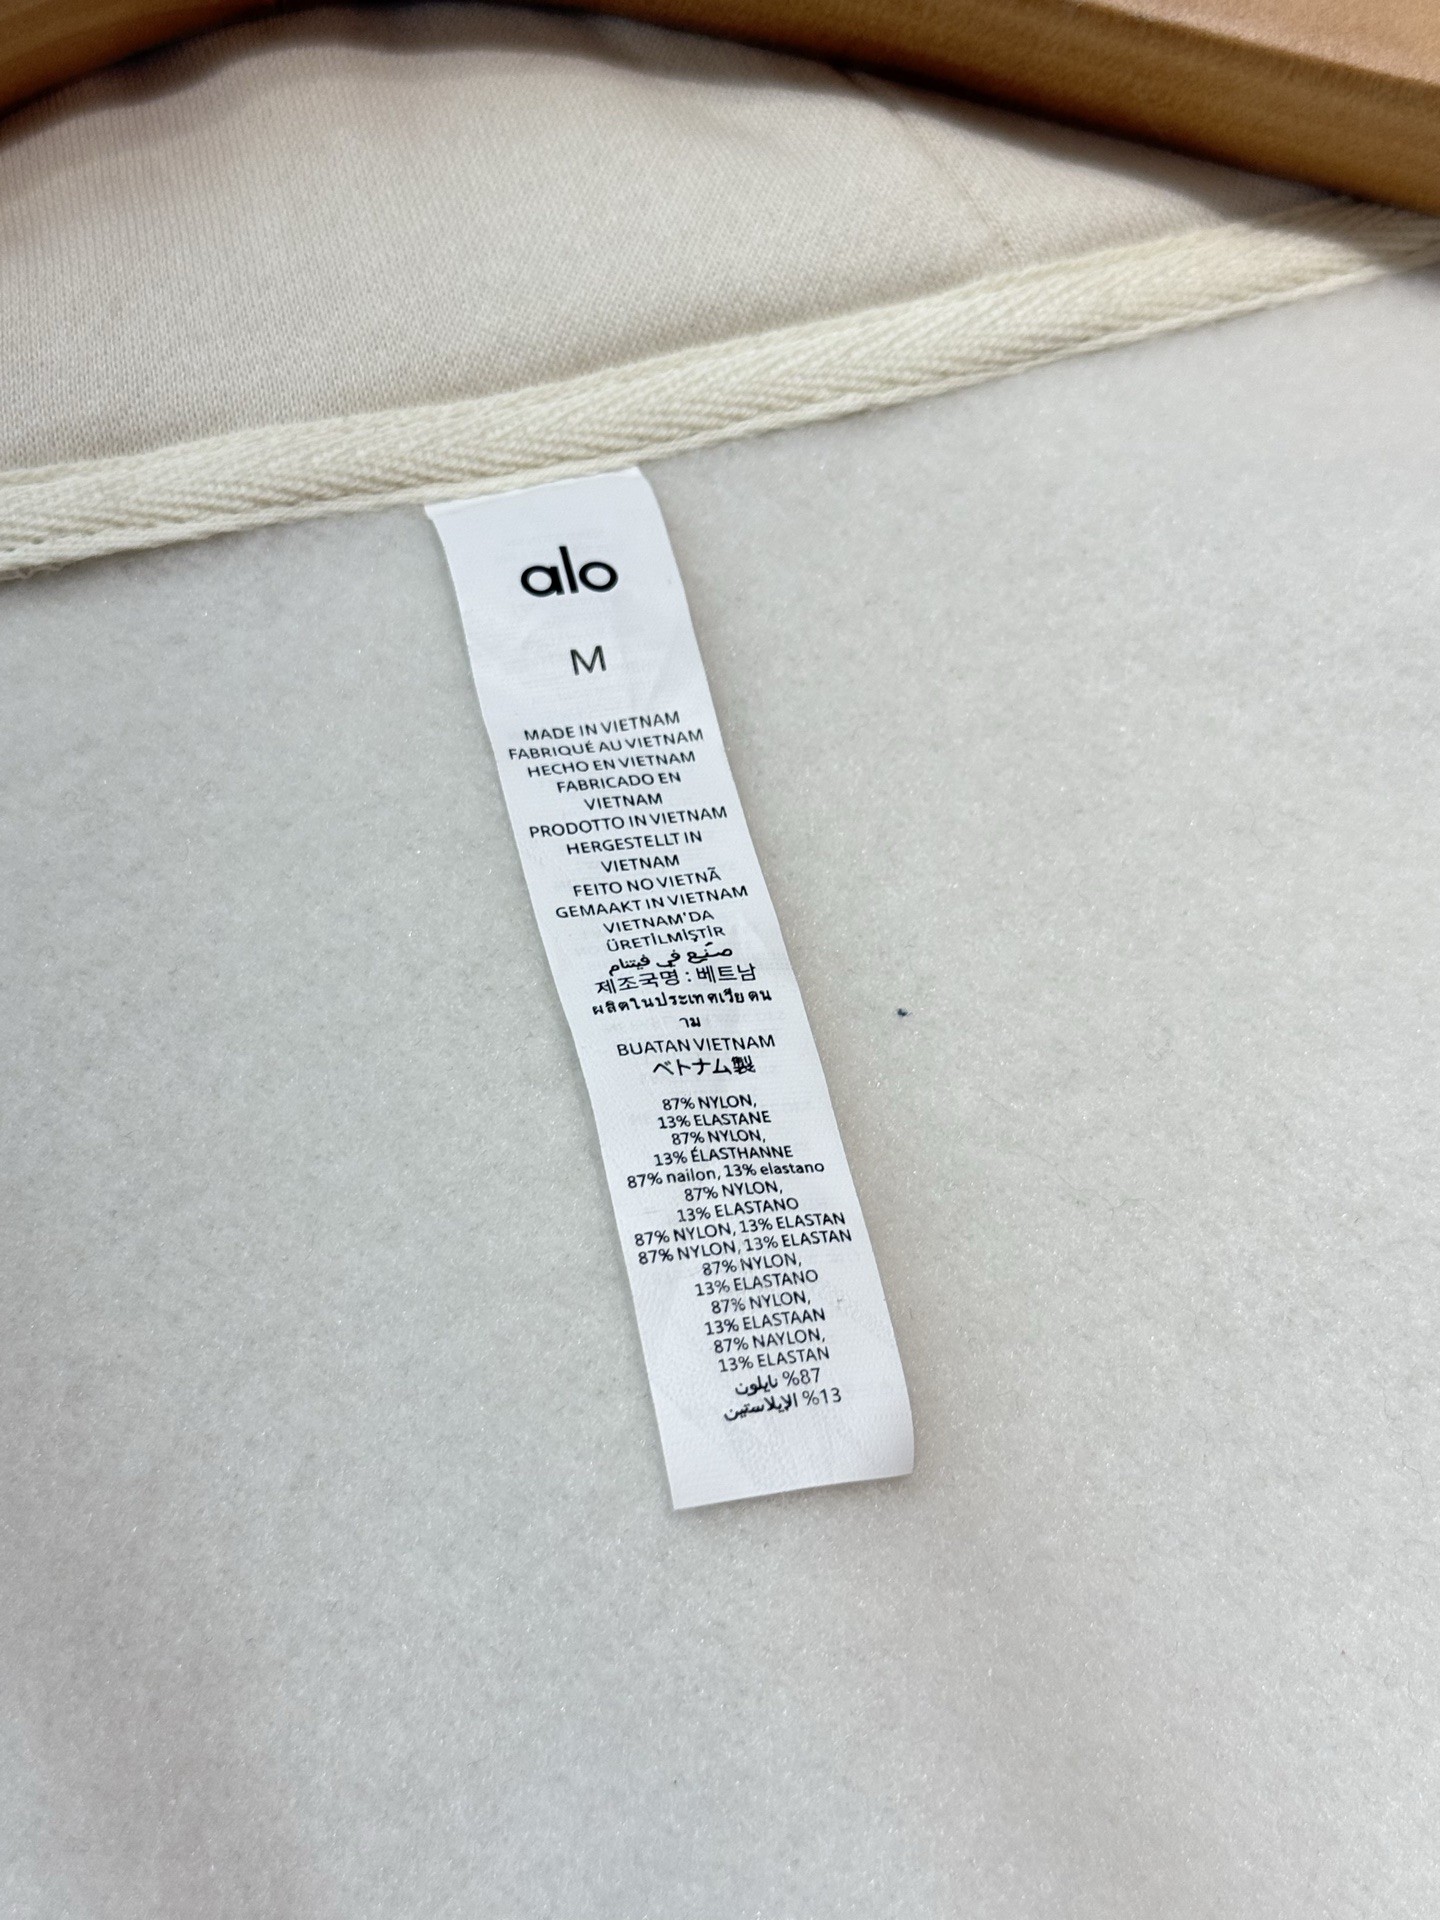 alo
M
MADE IN VIETNAM
FABRIQUÉ AU VIETNAM
HECHO EN VIETNAM
FABRICADO EN
VIETNAM
PRODOTTO IN VIETNAM
HERGESTELLT IN
VIETNAM
FEITO NO VIETNÃ
GEMAAKT IN VIETNAM
VIETNAM'DA
ÜRETİLMİŞTİR
صنّع في فيتنام
제조국명 : 베트남
ผลิตในประเทศเวียดน
าม
BUATAN VIETNAM
ベトナム製
87% NYLON,
13% ELASTANE
87% NYLON,
13% ÉLASTHANNE
87% nailon, 13% elastano
87% NYLON,
13% ELASTANO
87% NYLON, 13% ELASTAN
87% NYLON, 13% ELASTAN
87% NYLON,
13% ELASTANO
87% NYLON,
13% ELASTAAN
87% NAYLON,
13% ELASTAN
87% نايلون
13% الإيلاستين